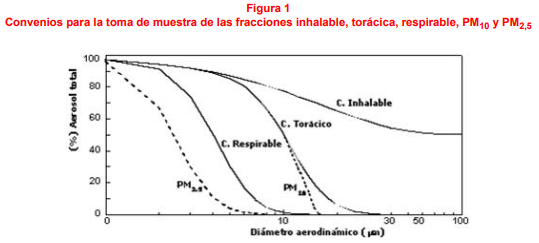 Figura 1
Convenios para la toma de muestra de las fracciones inhalable, torácica, respirable, PM10 y PM2,5
(%) Aerosol total
100
80
60
40
20
0
C. Inhalable
C. Torácico
C. Respirable
PM2,5
PM10
0
10
30
50
100
Diámetro aerodinámico ( µm)